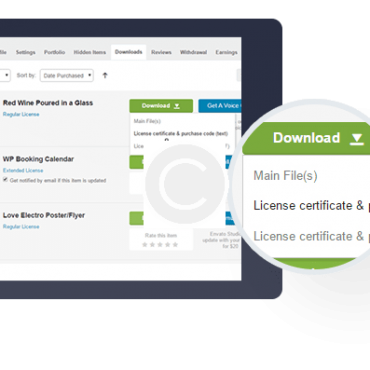 Settings Portfolio Hidden Items Downloads Reviews Withdrawal Earnings
Sort by: Date Purchased
Red Wine Poured in a Glass
Regular License
Download
Get A Voice
Main File(s)
License certificate & purchase code (text)
WP Booking Calendar
Extended License
Get notified by email if this item is updated
Love Electro Poster/Flyer
Regular License
Rate this item
Envato Studio
update with your
for $20
Download
Main File(s)
License certificate &
License certificate &
C